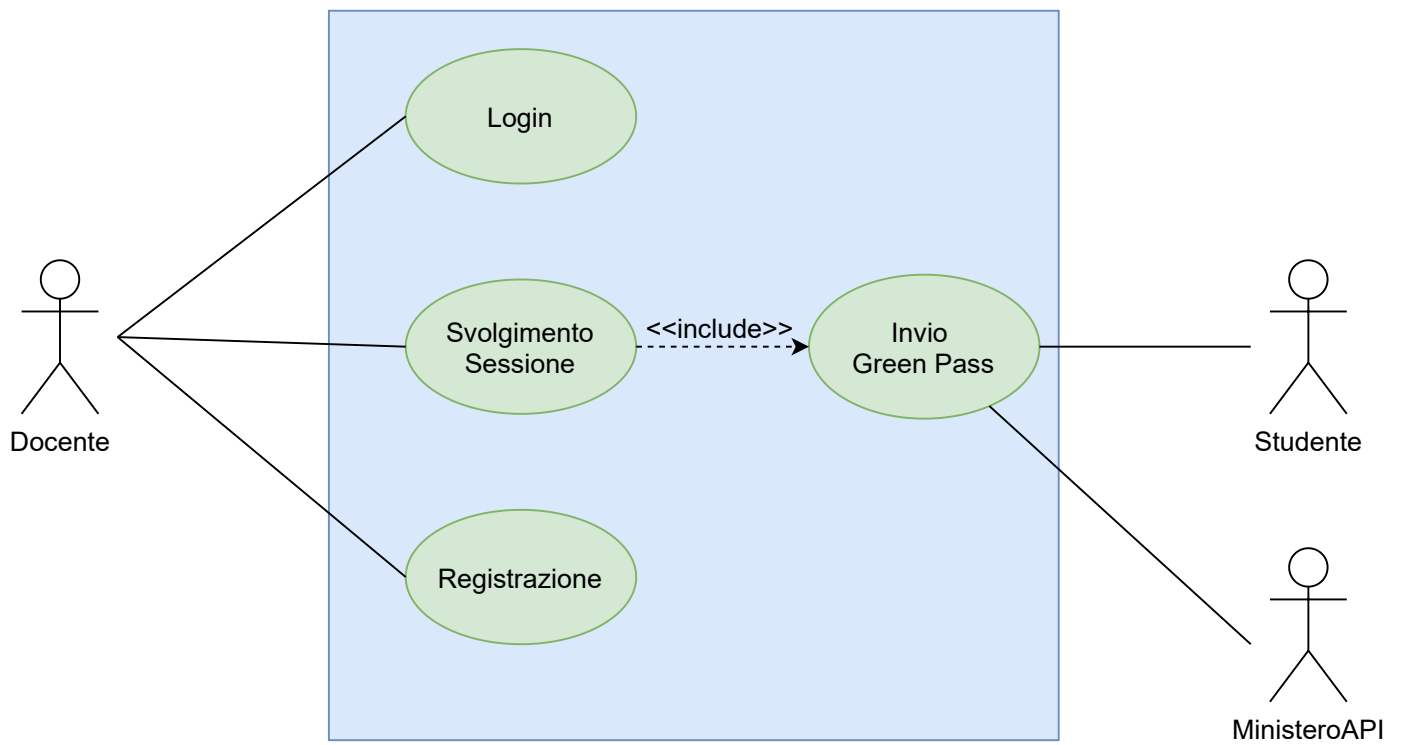 Login
Svolgimento
Sessione
<<include>>
Invio
Green Pass
Docente
Studente
Registrazione
MinisteroAPI